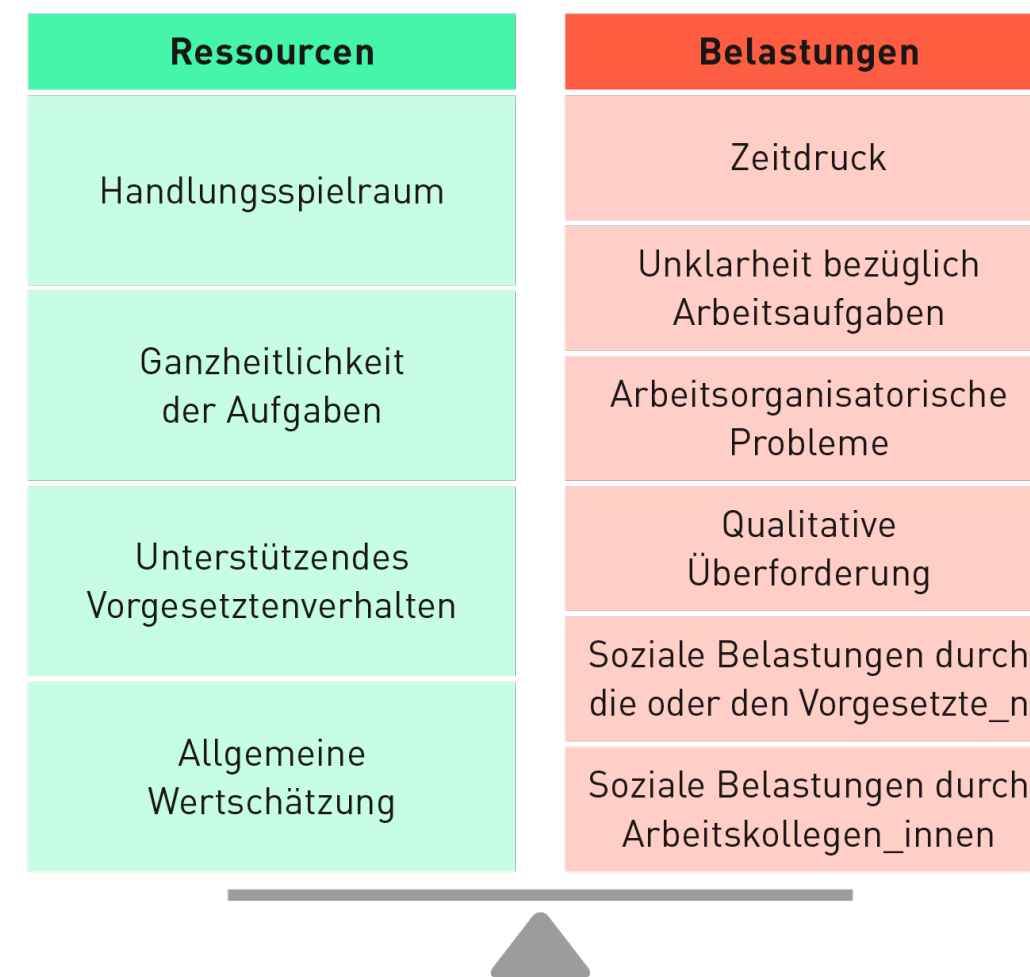 Ressourcen
Handlungsspielraum
Ganzheitlichkeit
der Aufgaben
Unterstützendes
Vorgesetztenverhalten
Allgemeine
Wertschätzung
Belastungen
Zeitdruck
Unklarheit bezüglich
Arbeitsaufgaben
Arbeitsorganisatorische
Probleme
Qualitative
Überforderung
Soziale Belastungen durch
die oder den Vorgesetzte_n
Soziale Belastungen durch
Arbeitskollegen_innen